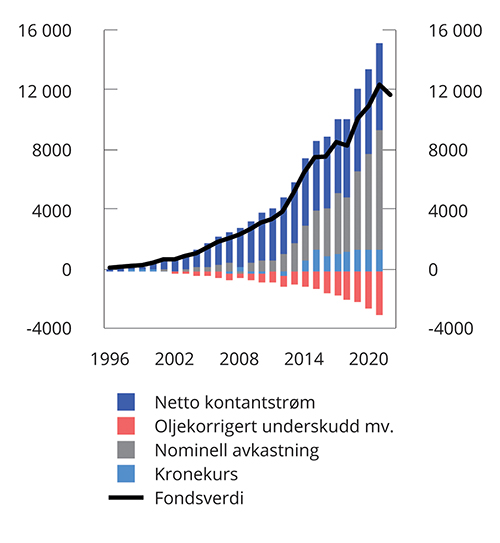 16 000 16 000
12 000 12 000
8000 8000
4000 4000
0 0
-4000 -4000
1996 2002 2008 2014 2020
Netto kontantstrøm
Oljekorrigert underskudd mv.
Nominell avkastning
Kronekurs
Fondsverdi